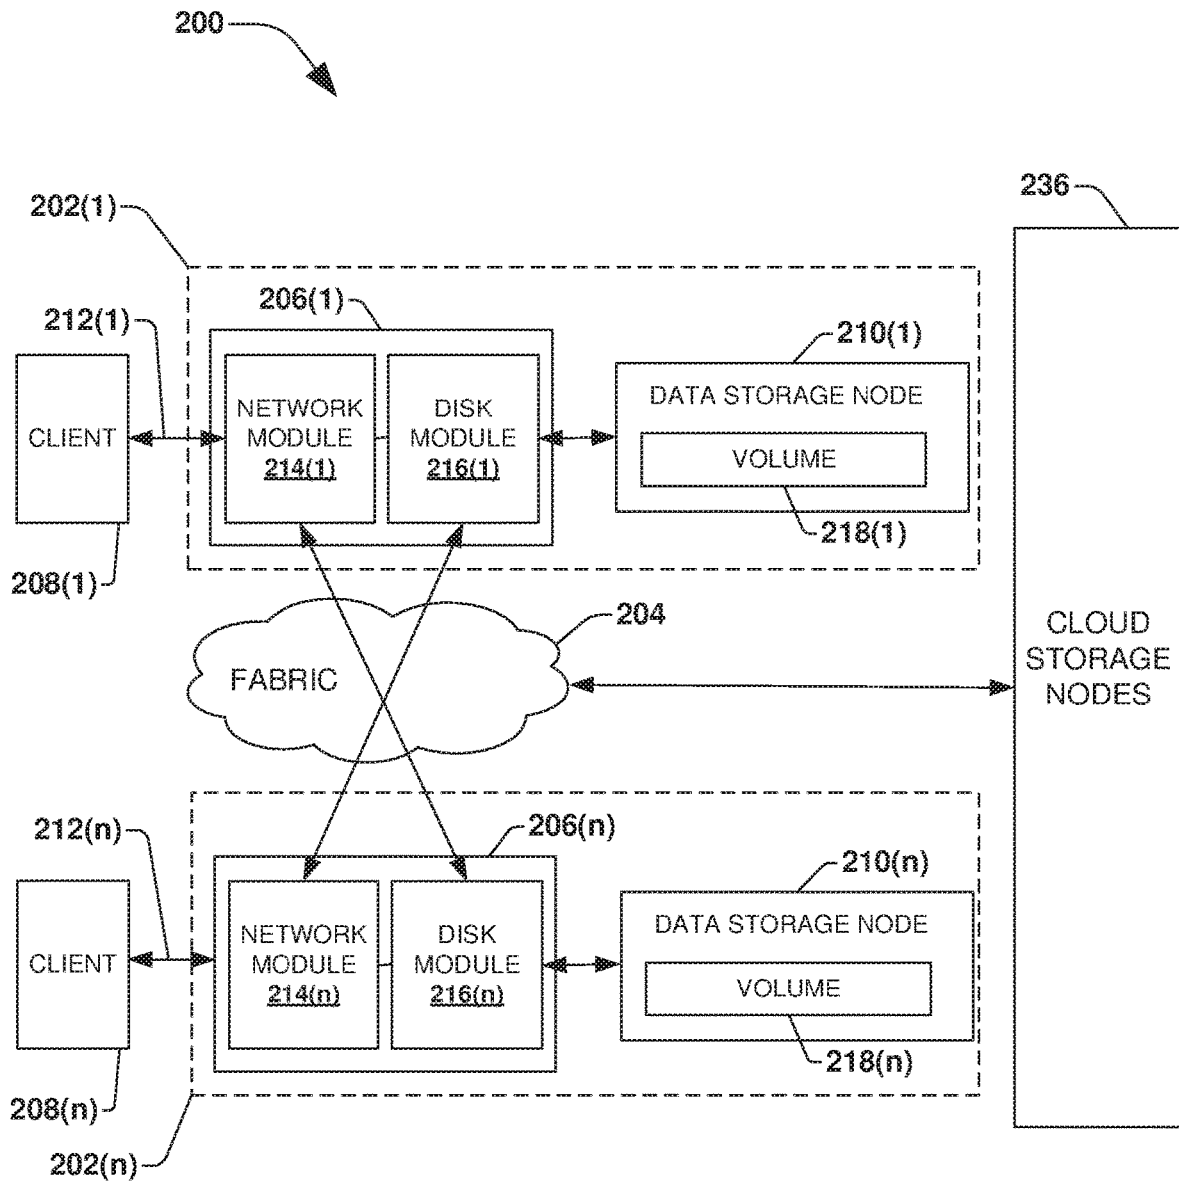 200
236
202(1)
206(1)
212(1)
210(1)
CLIENT
NETWORK
MODULE
214(1)
DISK
MODULE
216(1)
DATA STORAGE NODE
VOLUME
218(1)
208(1)
204
FABRIC
CLOUD
STORAGE
NODES
212(n)
206(n)
210(n)
CLIENT
NETWORK
MODULE
214(n)
DISK
MODULE
216(n)
DATA STORAGE NODE
VOLUME
218(n)
208(n)
202(n)